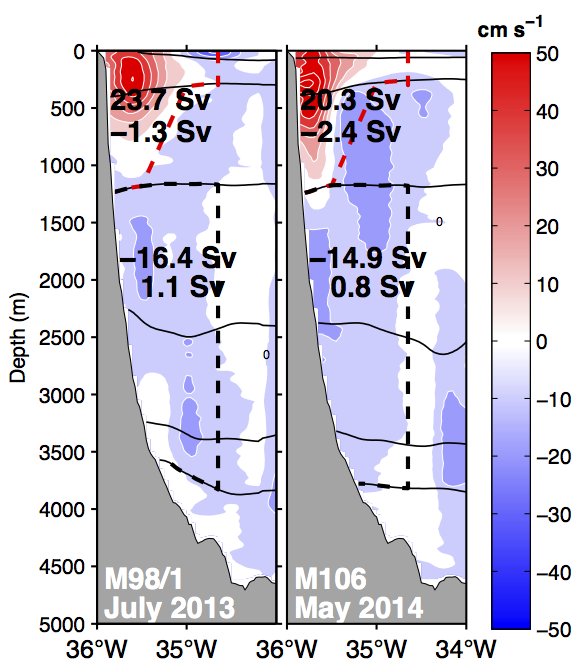 cm s⁻¹
0
500
1000
1500
2000
2500
3000
3500
4000
4500
5000
Depth (m)
23.7 Sv
−1.3 Sv
−16.4 Sv
1.1 Sv
0
M98/1
July 2013
36°W
35°W
20.3 Sv
−2.4 Sv
0
−14.9 Sv
0.8 Sv
M106
May 2014
36°W
35°W
34°W
50
40
30
20
10
0
−10
−20
−30
−40
−50